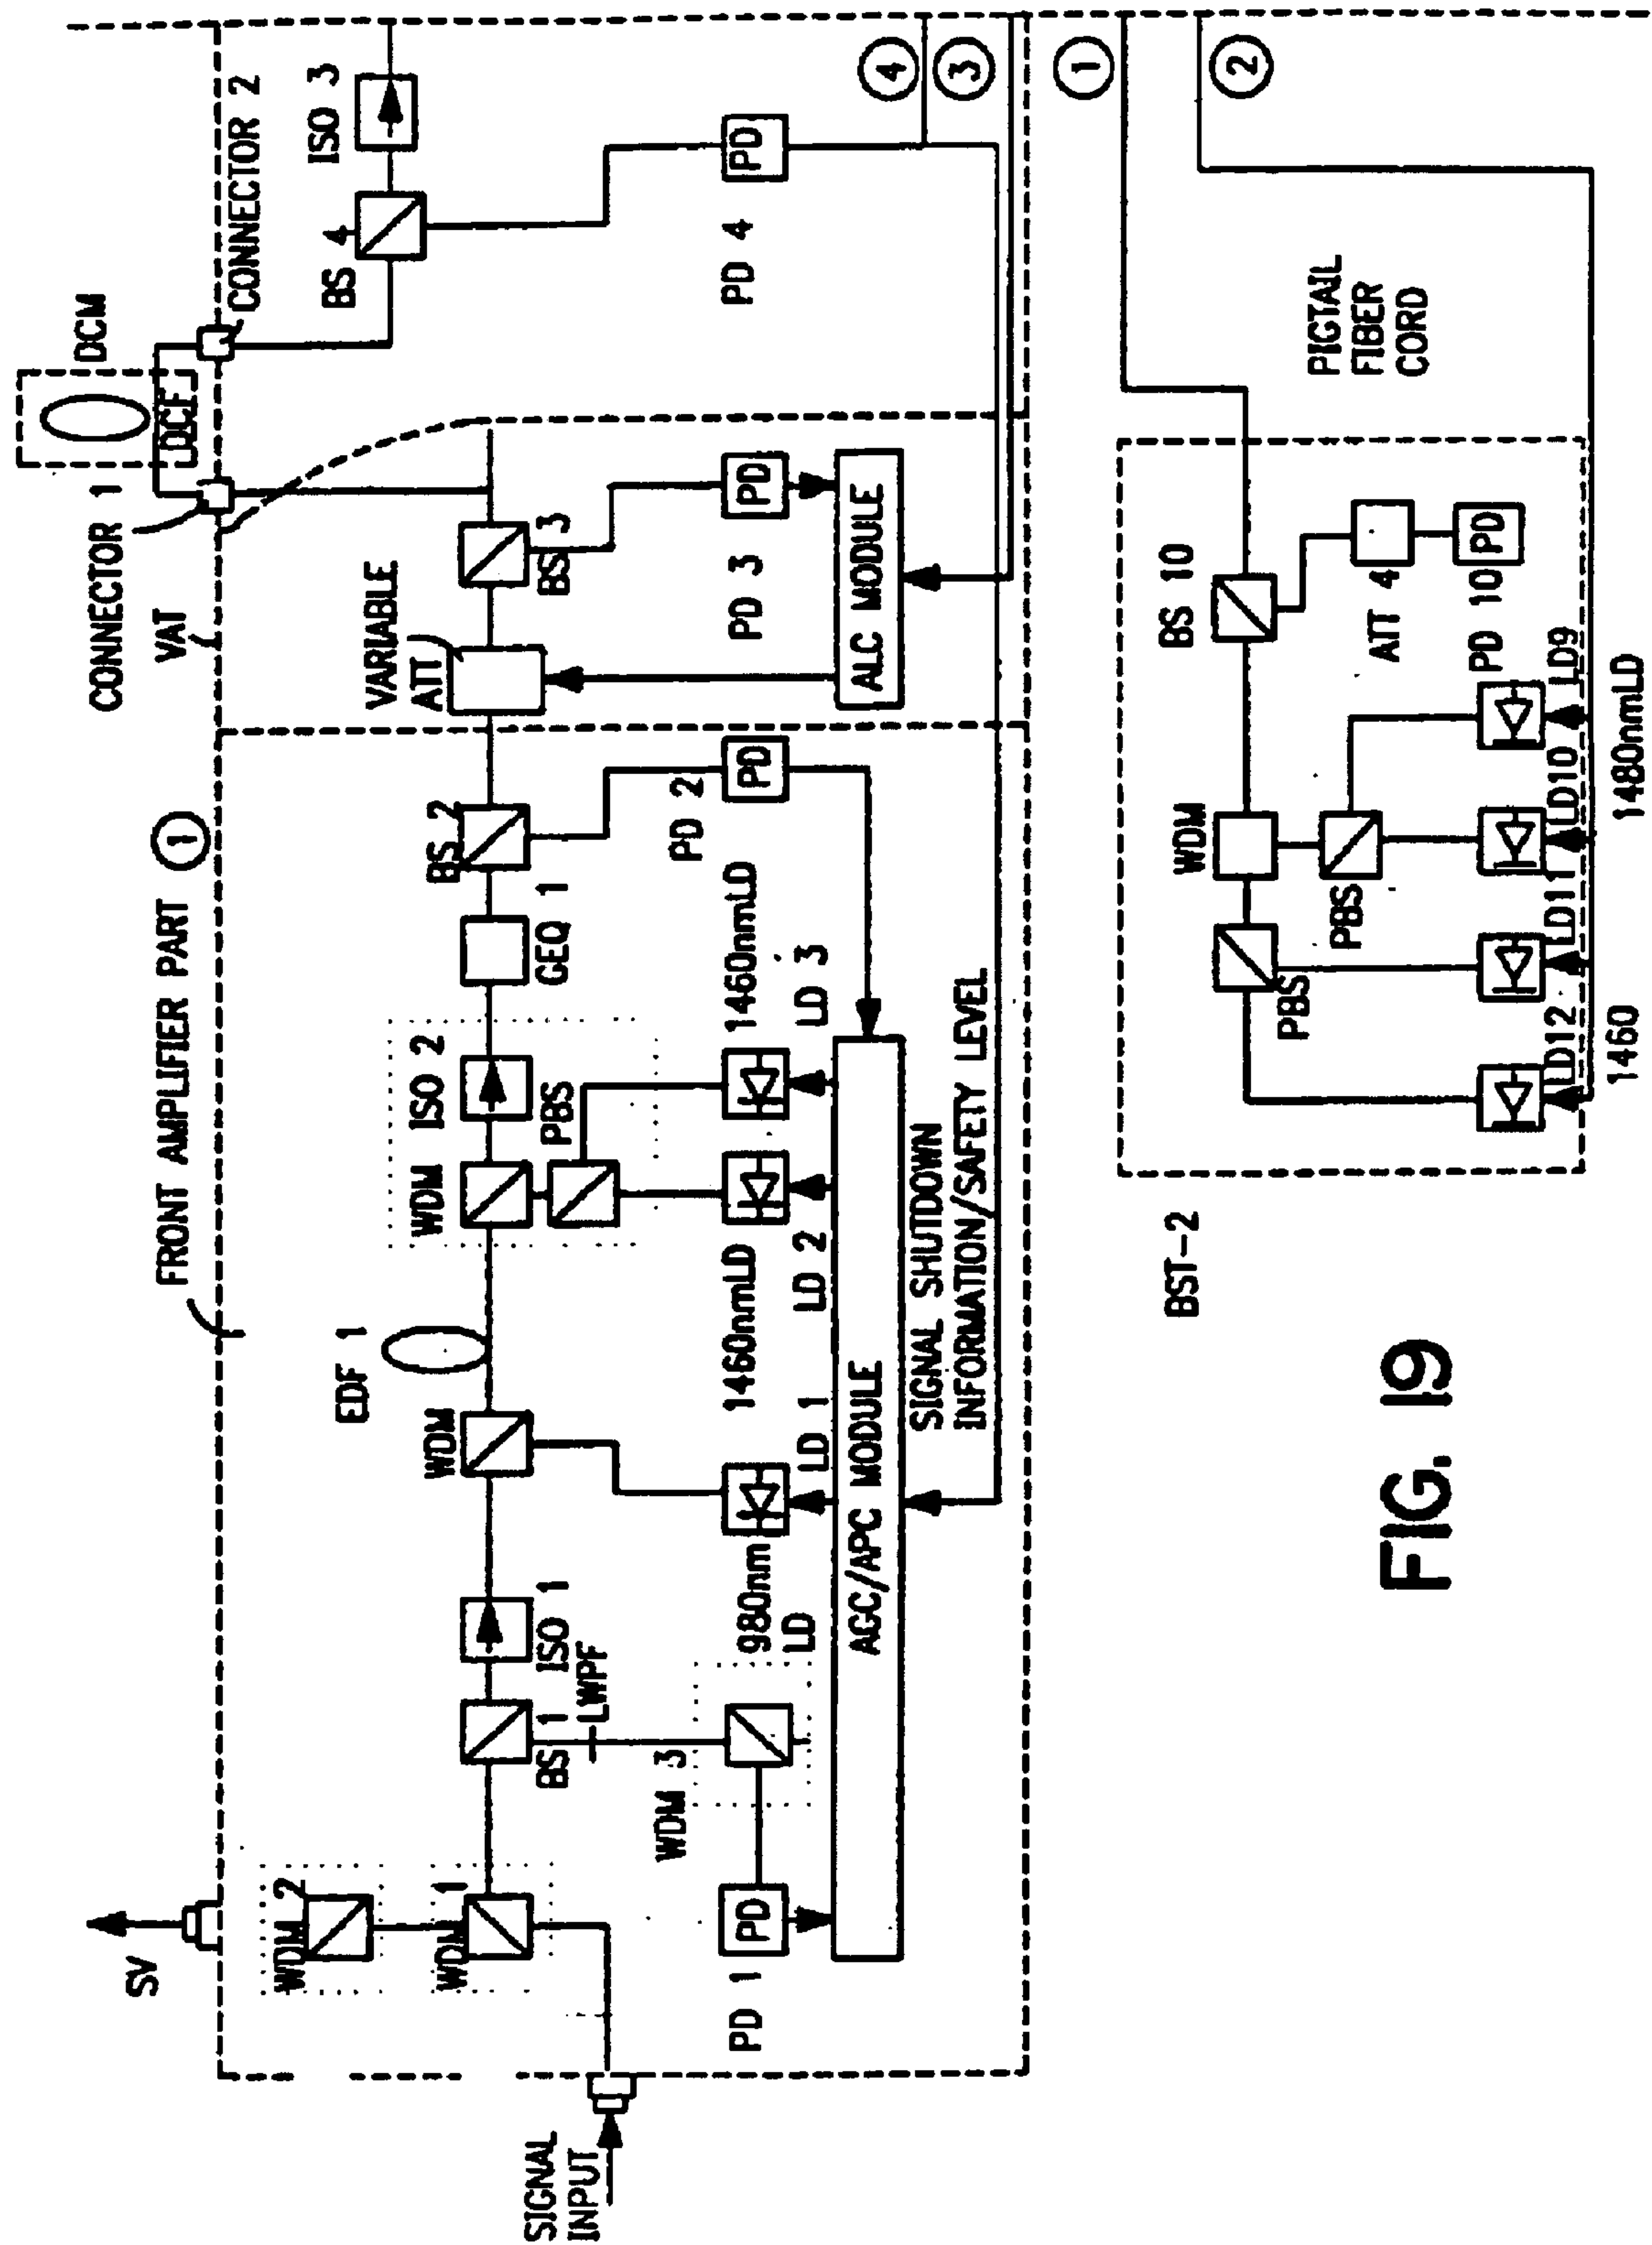 SV
FRONT AMPLIFIER PART ①
VAT
CONNECTOR 1
DCM
DCF
CONNECTOR 2
WDM 2
WDM 1
EDF 1
WDM
WDM
ISO 2
PBS
BS 2
VARIABLE
ATT
BS 4
ISO 3
SIGNAL
INPUT
BS 1
LWPF
ISO 1
GEQ 1
BS 3
WDM 3
PD 2
PD 1
PD
980nm
LD
LD 1
1460nmLD
LD 2
1460nmLD
LD 3
PD
PD 3
PD
PD 4
PD
AGC/APC MODULE
ALC MODULE
SIGNAL SHUTDOWN
INFORMATION/SAFETY LEVEL
④
③
①
②
BST-2
PBS
WDM
BS 10
PBS
ATT 4
PD 10
PD
LD12
LD11
LD10
LD9
1460
1480nmLD
PIGTAIL
FIBER
CORD
FIG. 19